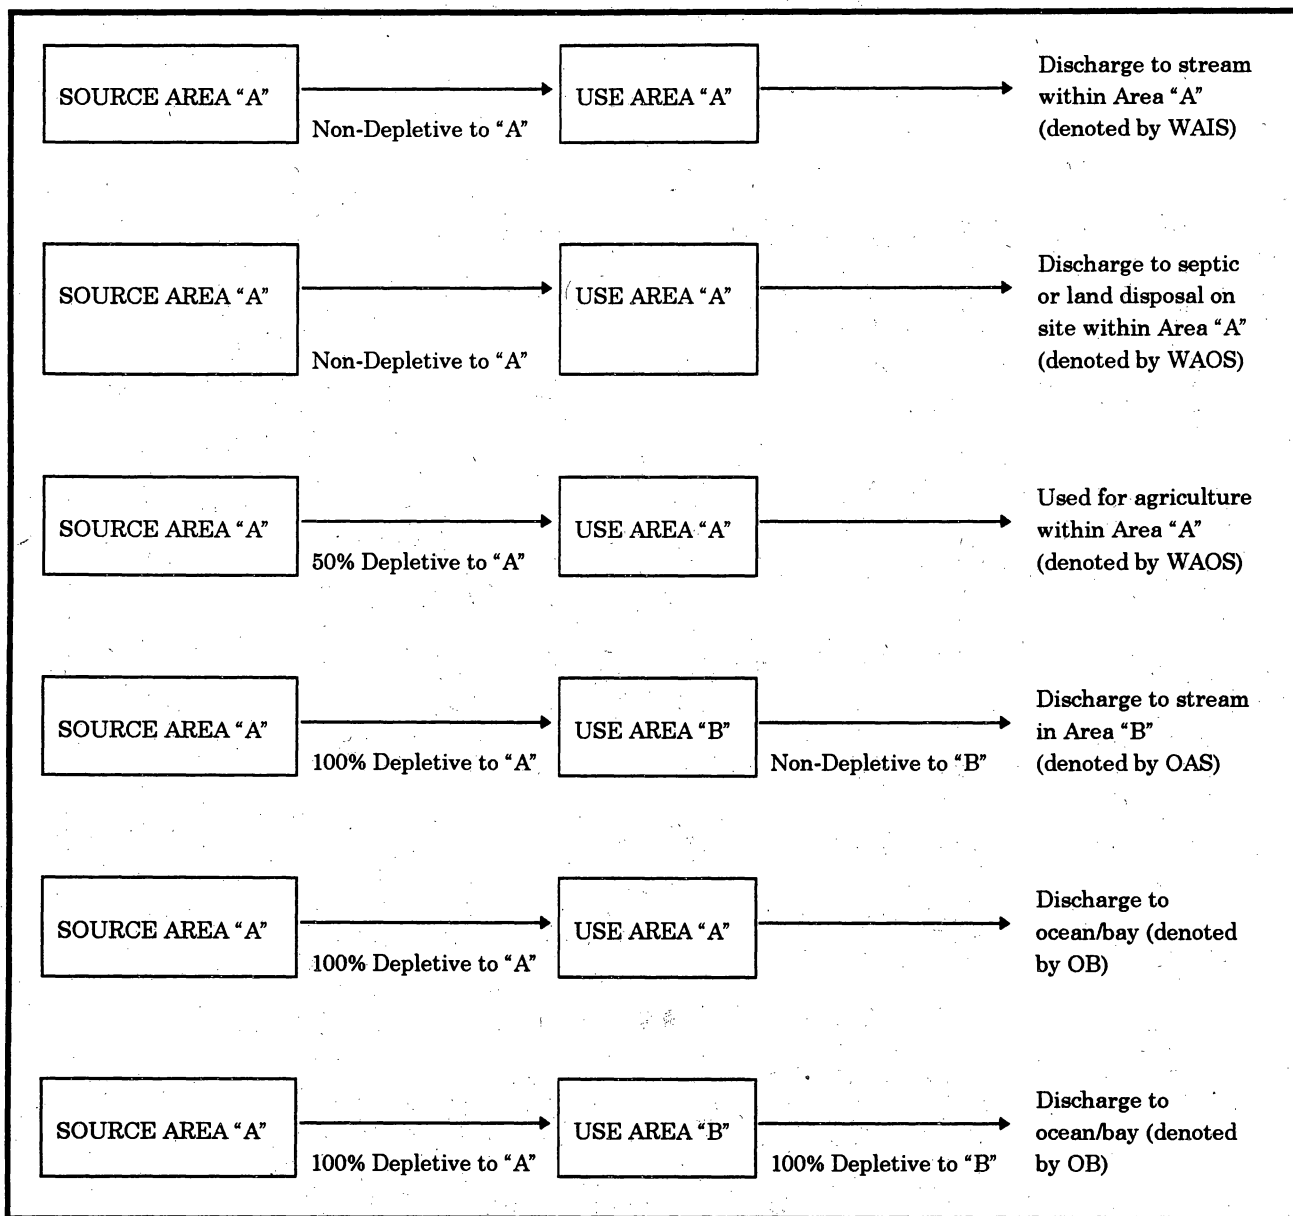 SOURCE AREA “A”
Non-Depletive to “A”
USE AREA “A”
Discharge to stream
within Area “A”
(denoted by WAIS)
SOURCE AREA “A”
Non-Depletive to “A”
USE AREA “A”
Discharge to septic
or land disposal on
site within Area “A”
(denoted by WAOS)
SOURCE AREA “A”
50% Depletive to “A”
USE AREA “A”
Used for agriculture
within Area “A”
(denoted by WAOS)
SOURCE AREA “A”
100% Depletive to “A”
USE AREA “B”
Non-Depletive to “B”
Discharge to stream
in Area “B”
(denoted by OAS)
SOURCE AREA “A”
100% Depletive to “A”
USE AREA “A”
Discharge to
ocean/bay (denoted
by OB)
SOURCE AREA “A”
100% Depletive to “A”
USE AREA “B”
100% Depletive to “B”
Discharge to
ocean/bay (denoted
by OB)